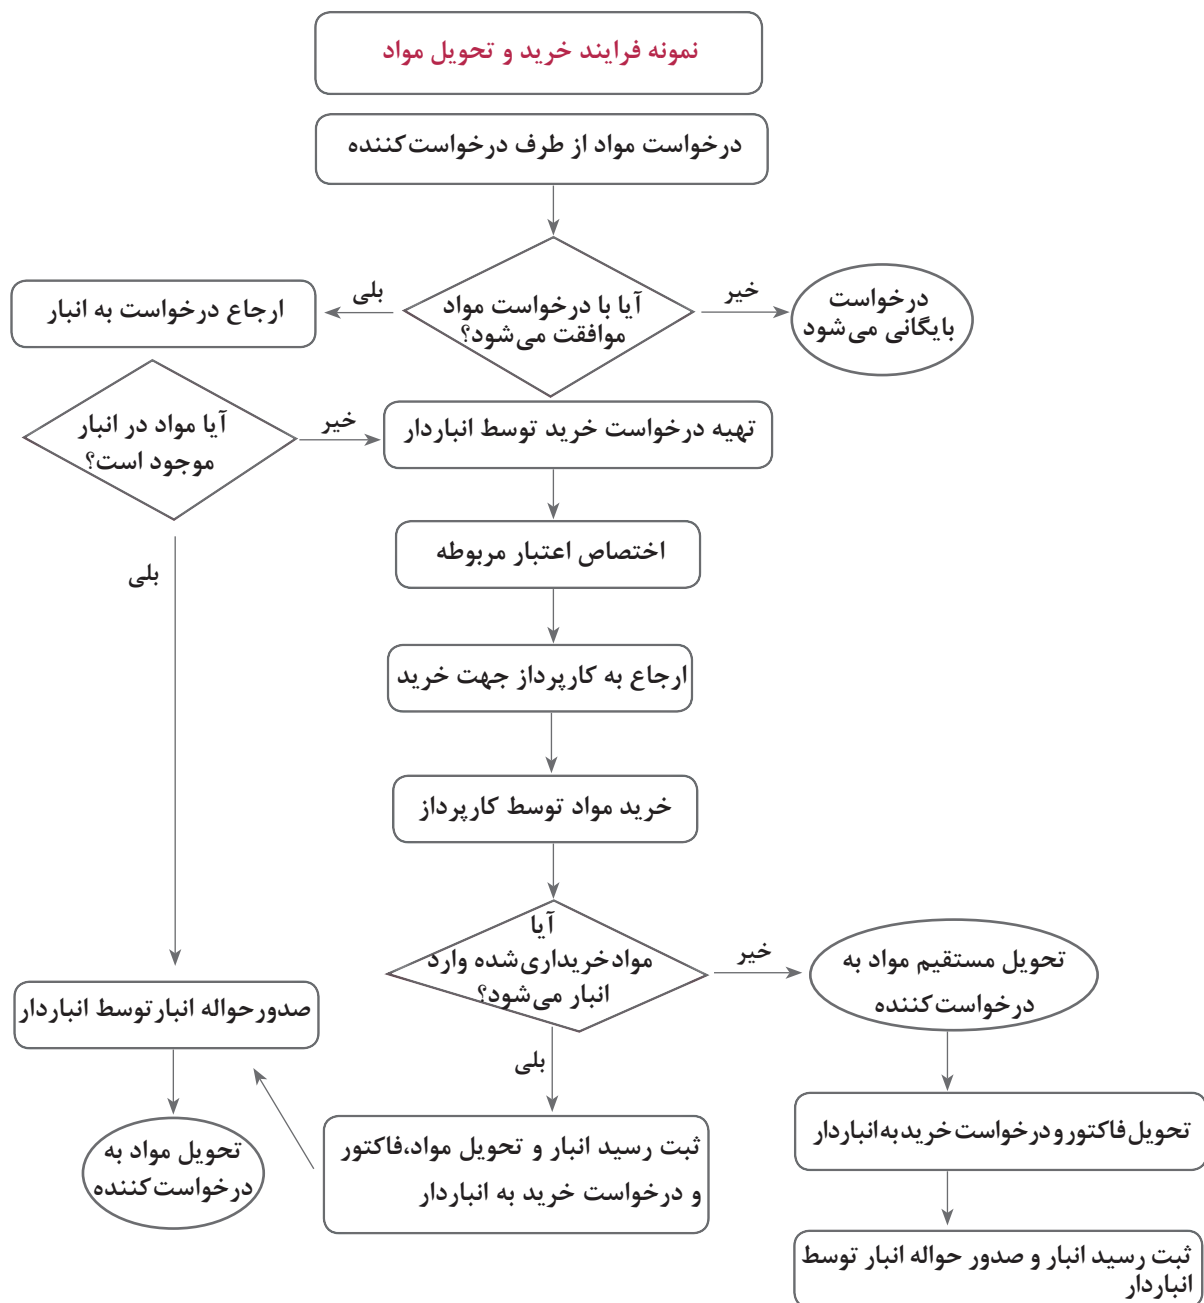 نمونه فرایند خرید و تحویل مواد
درخواست مواد از طرف درخواست‌کننده
آیا با درخواست مواد
موافقت می‌شود؟
خیر
درخواست
بایگانی می‌شود
بلی
ارجاع درخواست به انبار
آیا مواد در انبار
موجود است؟
خیر
تهیه درخواست خرید توسط انباردار
اختصاص اعتبار مربوطه
بلی
ارجاع به کارپرداز جهت خرید
خرید مواد توسط کارپرداز
آیا
مواد خریداری‌شده وارد
انبار می‌شود؟
خیر
تحویل مستقیم مواد به
درخواست‌کننده
بلی
صدور حواله انبار توسط انباردار
تحویل فاکتور و درخواست خرید به انباردار
ثبت رسید انبار و تحویل مواد،فاکتور
و درخواست خرید به انباردار
تحویل مواد به
درخواست‌کننده
ثبت رسید انبار و صدور حواله انبار توسط
انباردار